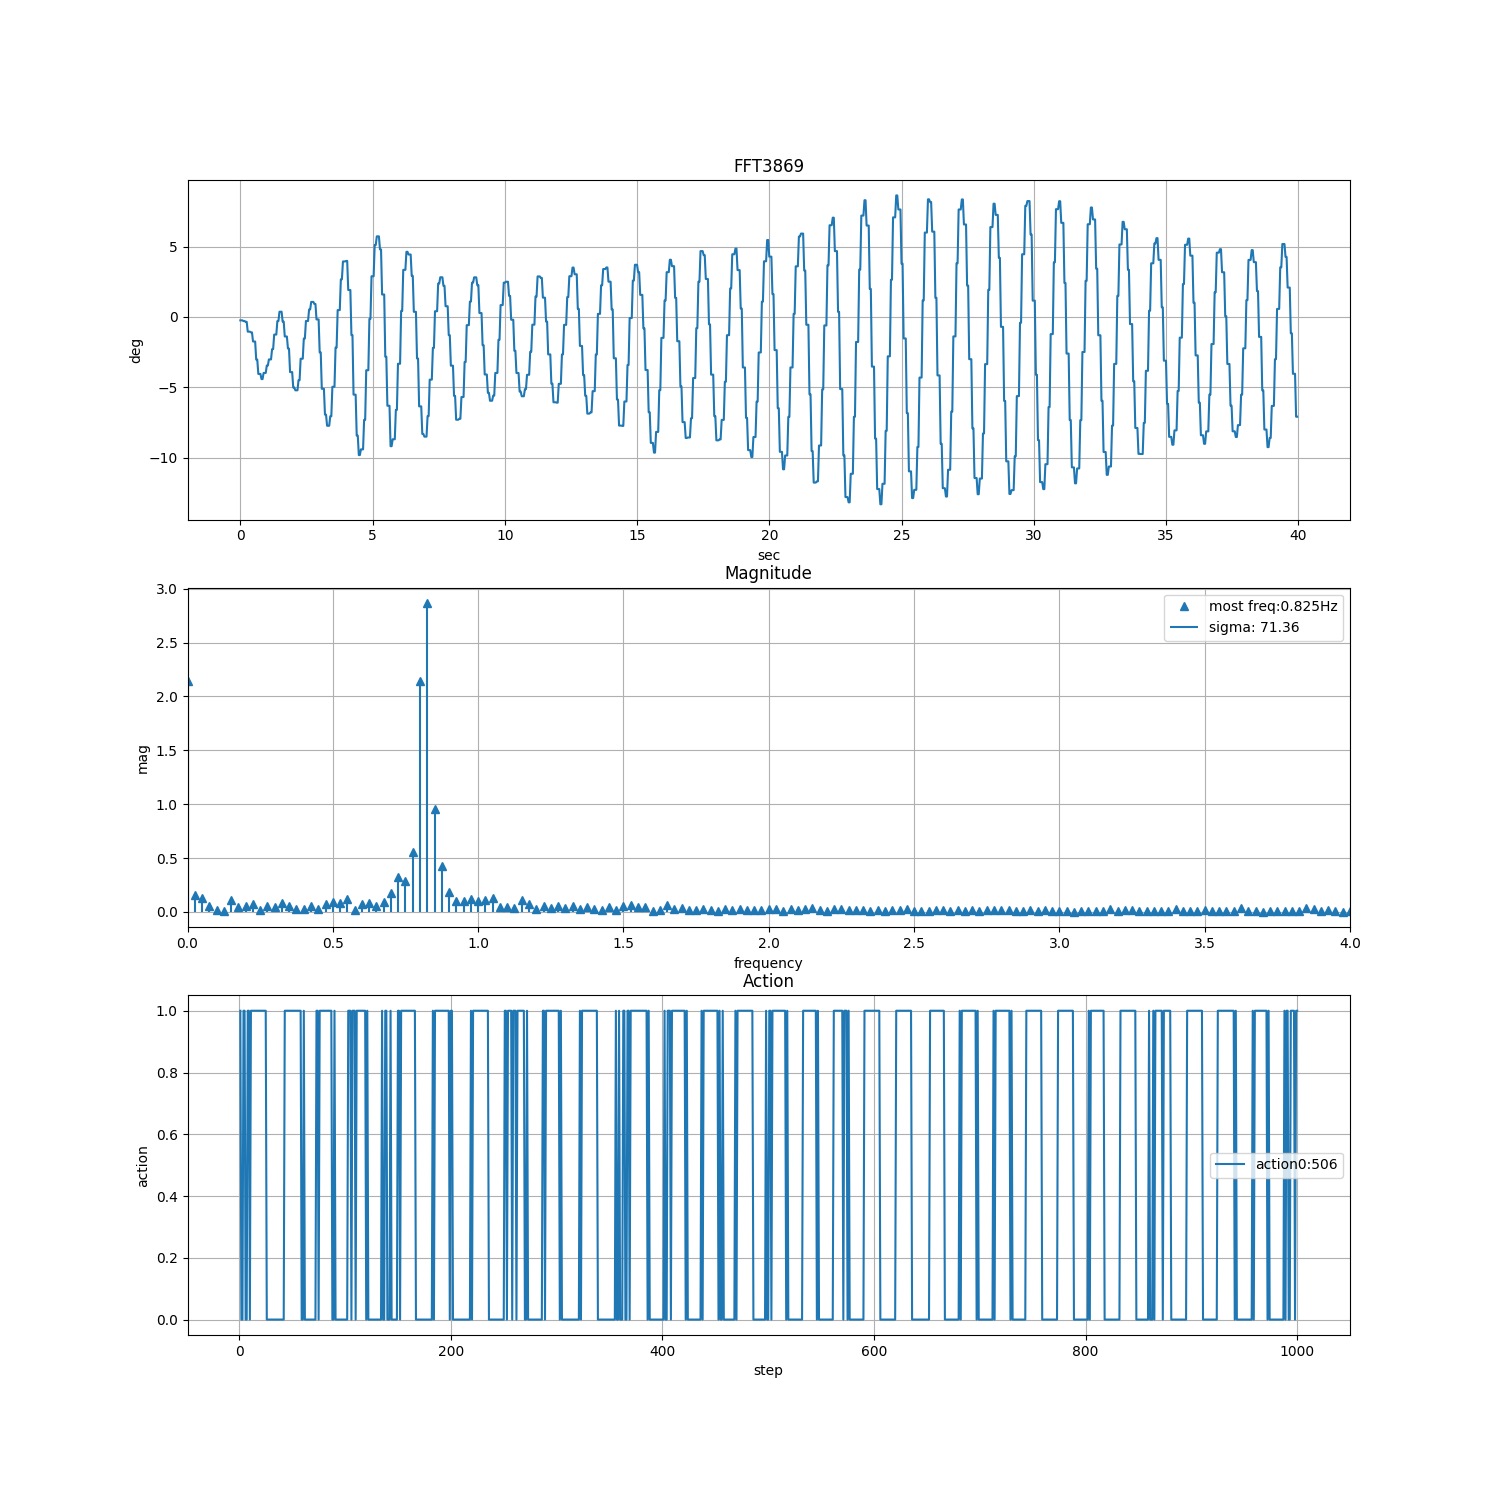 FFT3869
5
0
−5
−10
deg
0 5 10 15 20 25 30 35 40
sec
Magnitude
3.0
2.5
2.0
1.5
1.0
0.5
0.0
mag
most freq:0.825Hz
sigma: 71.36
0.0 0.5 1.0 1.5 2.0 2.5 3.0 3.5 4.0
frequency
Action
1.0
0.8
0.6
0.4
0.2
0.0
action
action0:506
0 200 400 600 800 1000
step